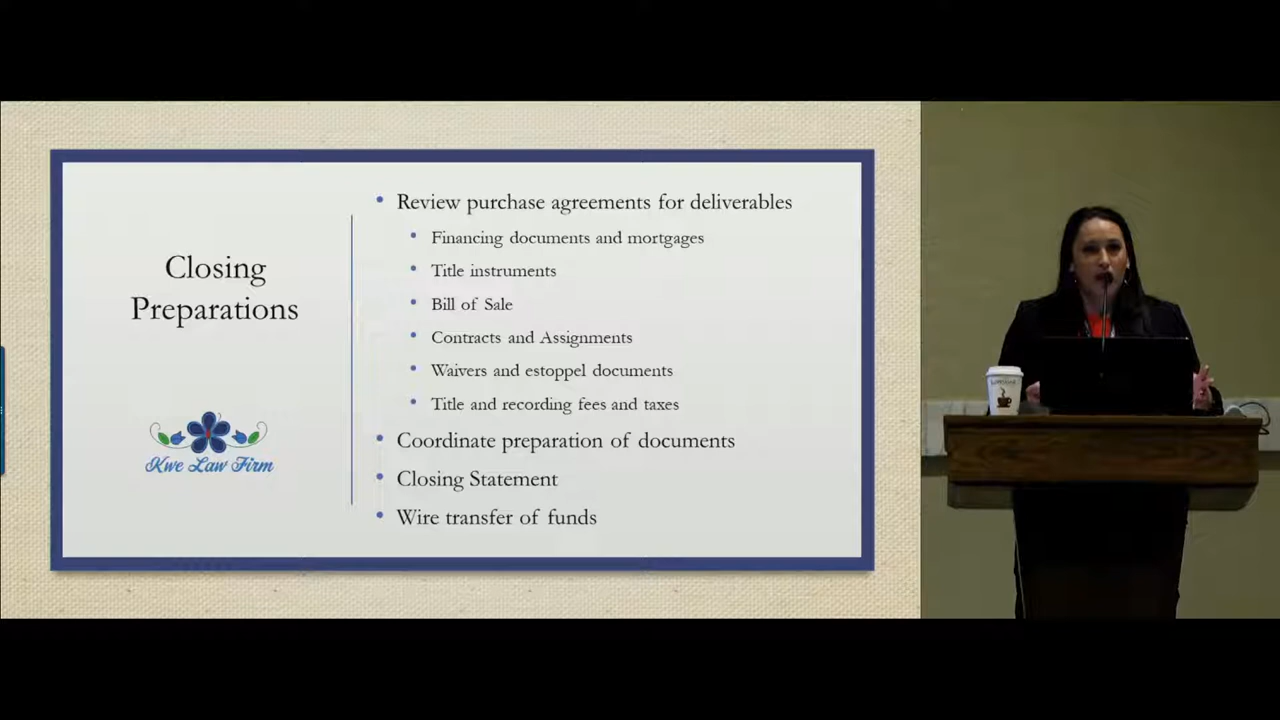 Closing
Preparations
Kwe Law Firm
Review purchase agreements for deliverables
Financing documents and mortgages
Title instruments
Bill of Sale
Contracts and Assignments
Waivers and estoppel documents
Title and recording fees and taxes
Coordinate preparation of documents
Closing Statement
Wire transfer of funds